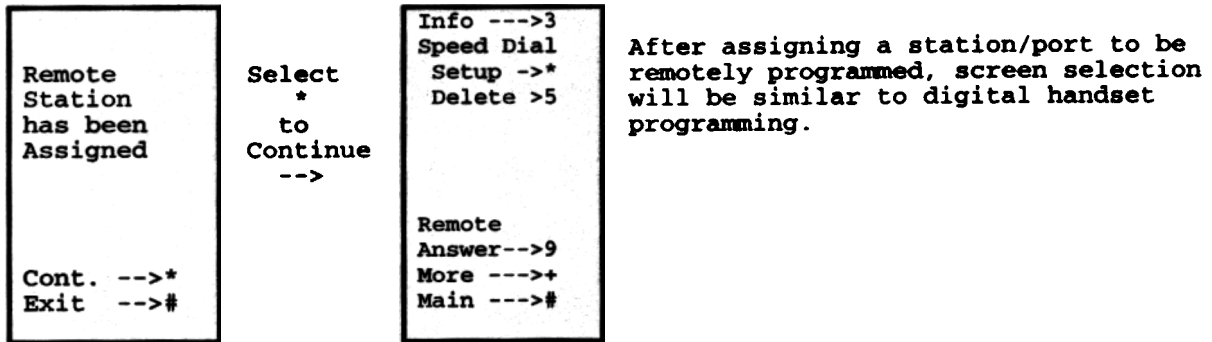 Remote
Station
has been
Assigned
Cont. -->*
Exit -->#
Select
*
to
Continue
-->
Info --->3
Speed Dial
Setup ->*
Delete >5
Remote
Answer-->9
More --->+
Main --->#
After assigning a station/port to be
remotely programmed, screen selection
will be similar to digital handset
programming.